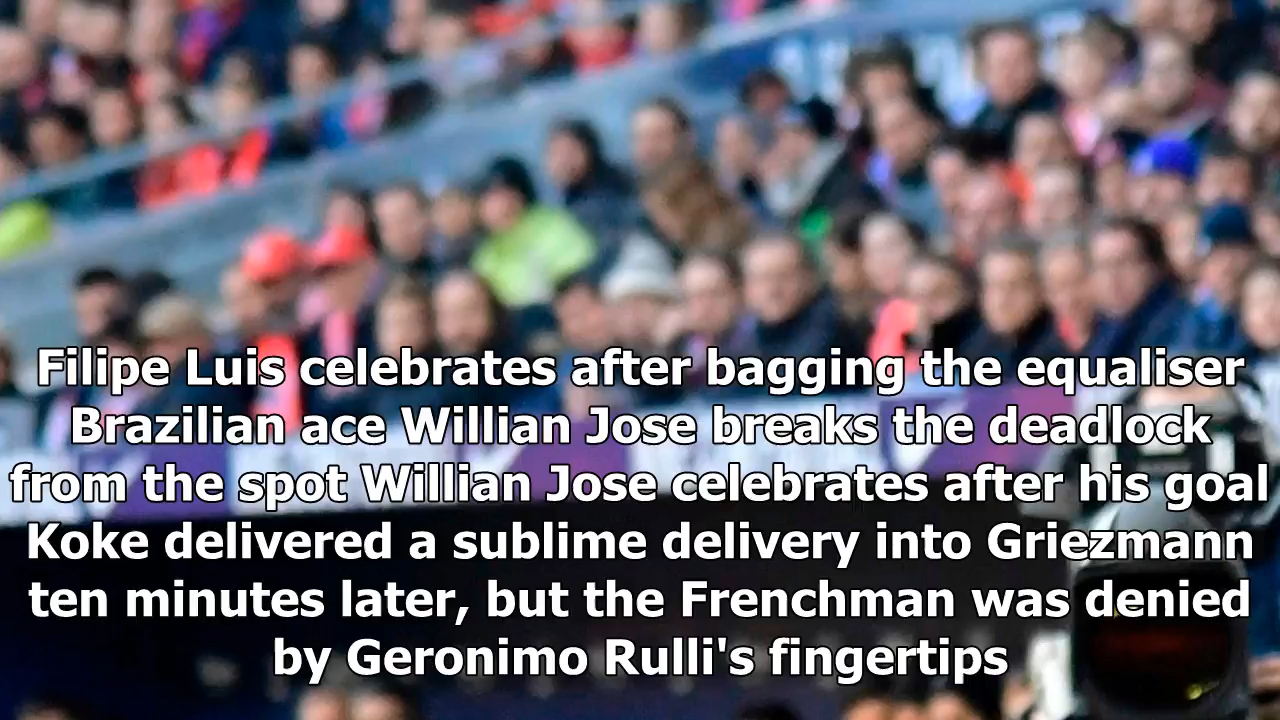 Filipe Luis celebrates after bagging the equaliser
Brazilian ace Willian Jose breaks the deadlock
from the spot Willian Jose celebrates after his goal
Koke delivered a sublime delivery into Griezmann
ten minutes later, but the Frenchman was denied
by Geronimo Rulli's fingertips